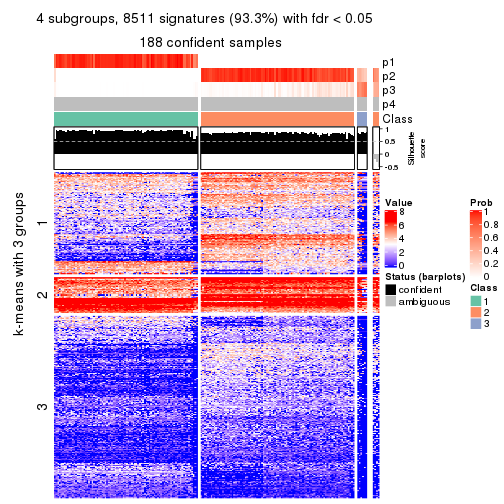 4 subgroups, 8511 signatures (93.3%) with fdr < 0.05
188 confident samples
p1
p2
p3
p4
Class
1
0.5
0
-0.5
Silhouette
score
k-means with 3 groups
1
2
3
Value
8
6
4
2
0
Status (barplots)
confident
ambiguous
Prob
1
0.8
0.6
0.4
0.2
0
Class
1
2
3